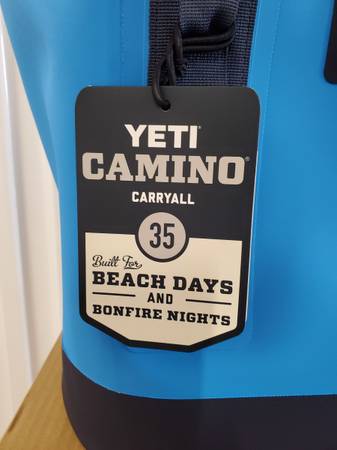 YETI®
CAMINO®
CARRYALL
35
Built For
BEACH DAYS
AND
BONFIRE NIGHTS